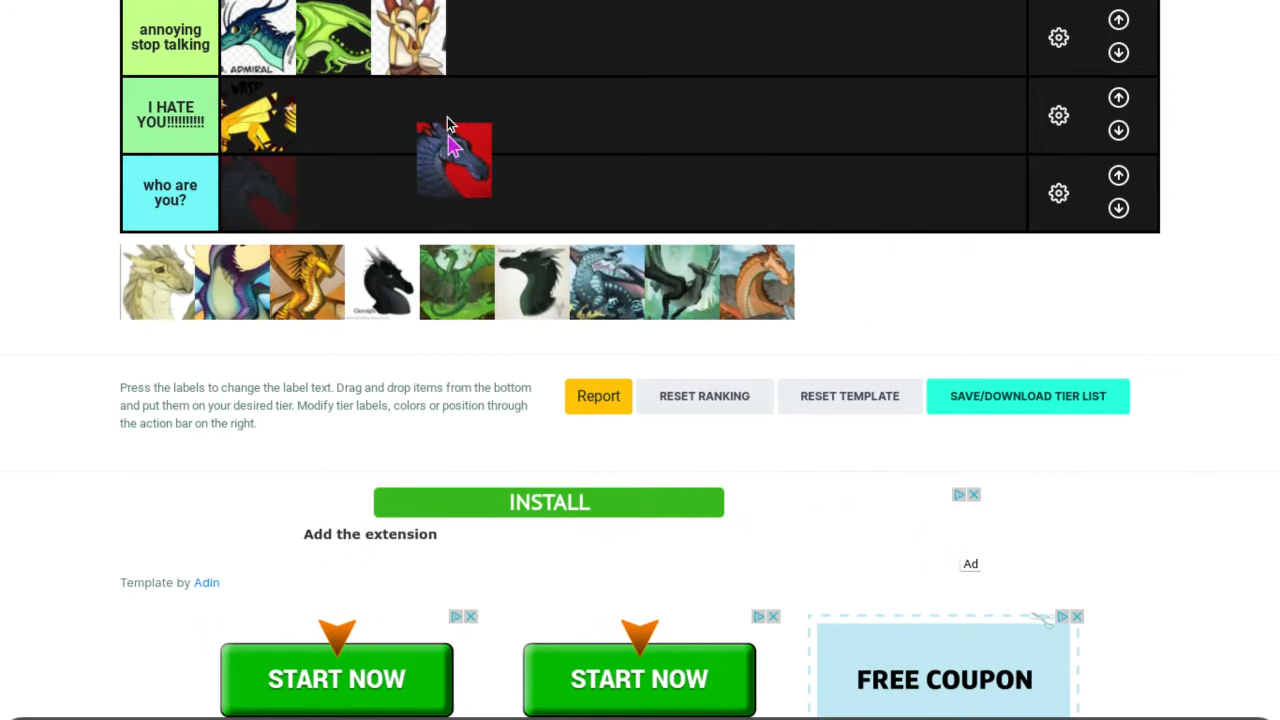 annoying
stop talking
ADMIRAL
I HATE
YOU!!!!!!!!!!
WASP
who are
you?
Press the labels to change the label text. Drag and drop items from the bottom
and put them on your desired tier. Modify tier labels, colors or position through
the action bar on the right.
Report
RESET RANKING
RESET TEMPLATE
SAVE/DOWNLOAD TIER LIST
INSTALL
Add the extension
Ad
Template by Adin
START NOW
START NOW
FREE COUPON